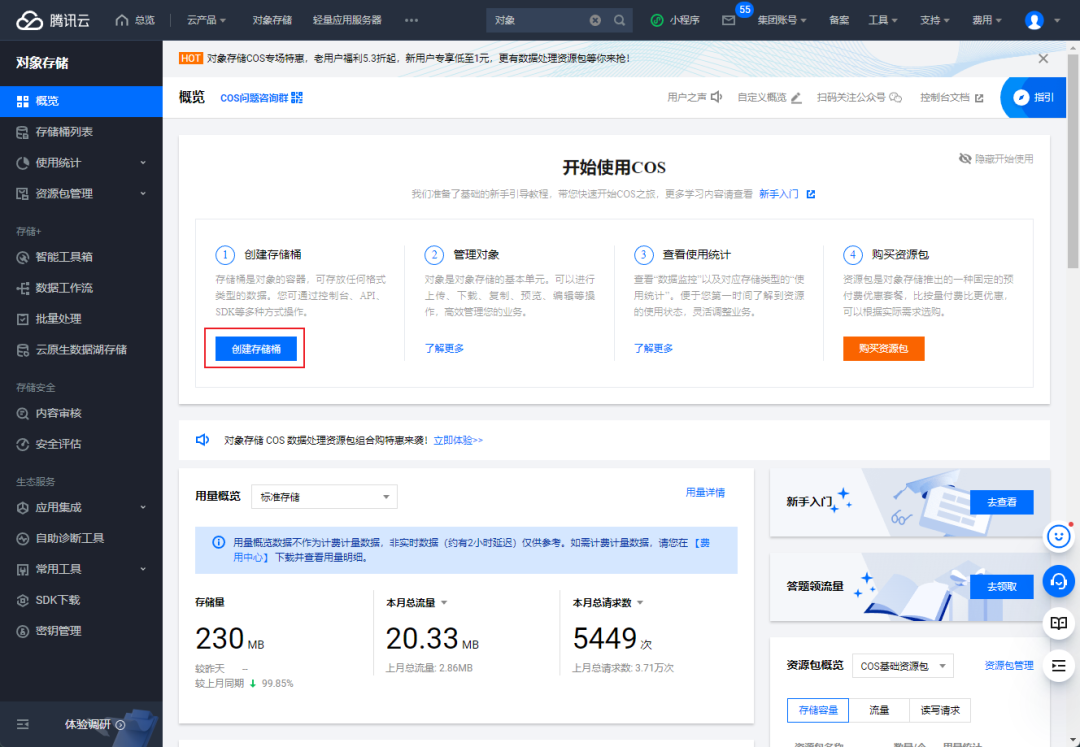 腾讯云 总览 云产品 对象存储 轻量应用服务器 ••• 对象 小程序 55 集团账号 备案 工具 支持 费用
对象存储
概览
存储桶列表
使用统计
资源包管理
存储+
智能工具箱
数据工作流
批量处理
云原生数据湖存储
存储安全
内容审核
安全评估
生态服务
应用集成
自助诊断工具
常用工具
SDK下载
密钥管理
体验调研
HOT 对象存储COS专场特惠，老用户福利5.3折起，新用户专享低至1元，更有数据处理资源包等你来抢！
概览 COS问题咨询群 用户之声 自定义概览 扫码关注公众号 控制台文档 指引
开始使用COS
隐藏开始使用
我们准备了基础的新手引导教程，带您快速开始COS之旅，更多学习内容请查看 新手入门
1 创建存储桶
存储桶是对象的容器，可存放任何格式
类型的数据。您可通过控制台、API、
SDK等多种方式操作。
创建存储桶
2 管理对象
对象是对象存储的基本单元。可以进行
上传、下载、复制、预览、编辑等操
作，高效管理您的业务。
了解更多
3 查看使用统计
查看“数据监控”以及对应存储类型的“使
用统计”。便于您第一时间了解到资源
的使用状态，灵活调整业务。
了解更多
4 购买资源包
资源包是对象存储推出的一种固定的预
付费优惠套餐，比按量付费比更优惠，
可以根据实际需求选购。
购买资源包
对象存储 COS 数据处理资源包组合购特惠来袭！ 立即体验>>
用量概览 标准存储 用量详情
用量概览数据不作为计费计量数据，非实时数据（约有2小时延迟）仅供参考。如需计费计量数据，请您在 【费
用中心】 下载并查看用量明细。
存储量
230 MB
较昨天 --
较上月同期 99.85%
本月总流量
20.33 MB
上月总流量: 2.86MB
本月总请求数
5449 次
上月总请求数: 3.71万次
新手入门 去查看
答题领流量 去领取
资源包概览 COS基础资源包 资源包管理
存储容量 流量 读写请求
资源包名称 数量/个 用量统计